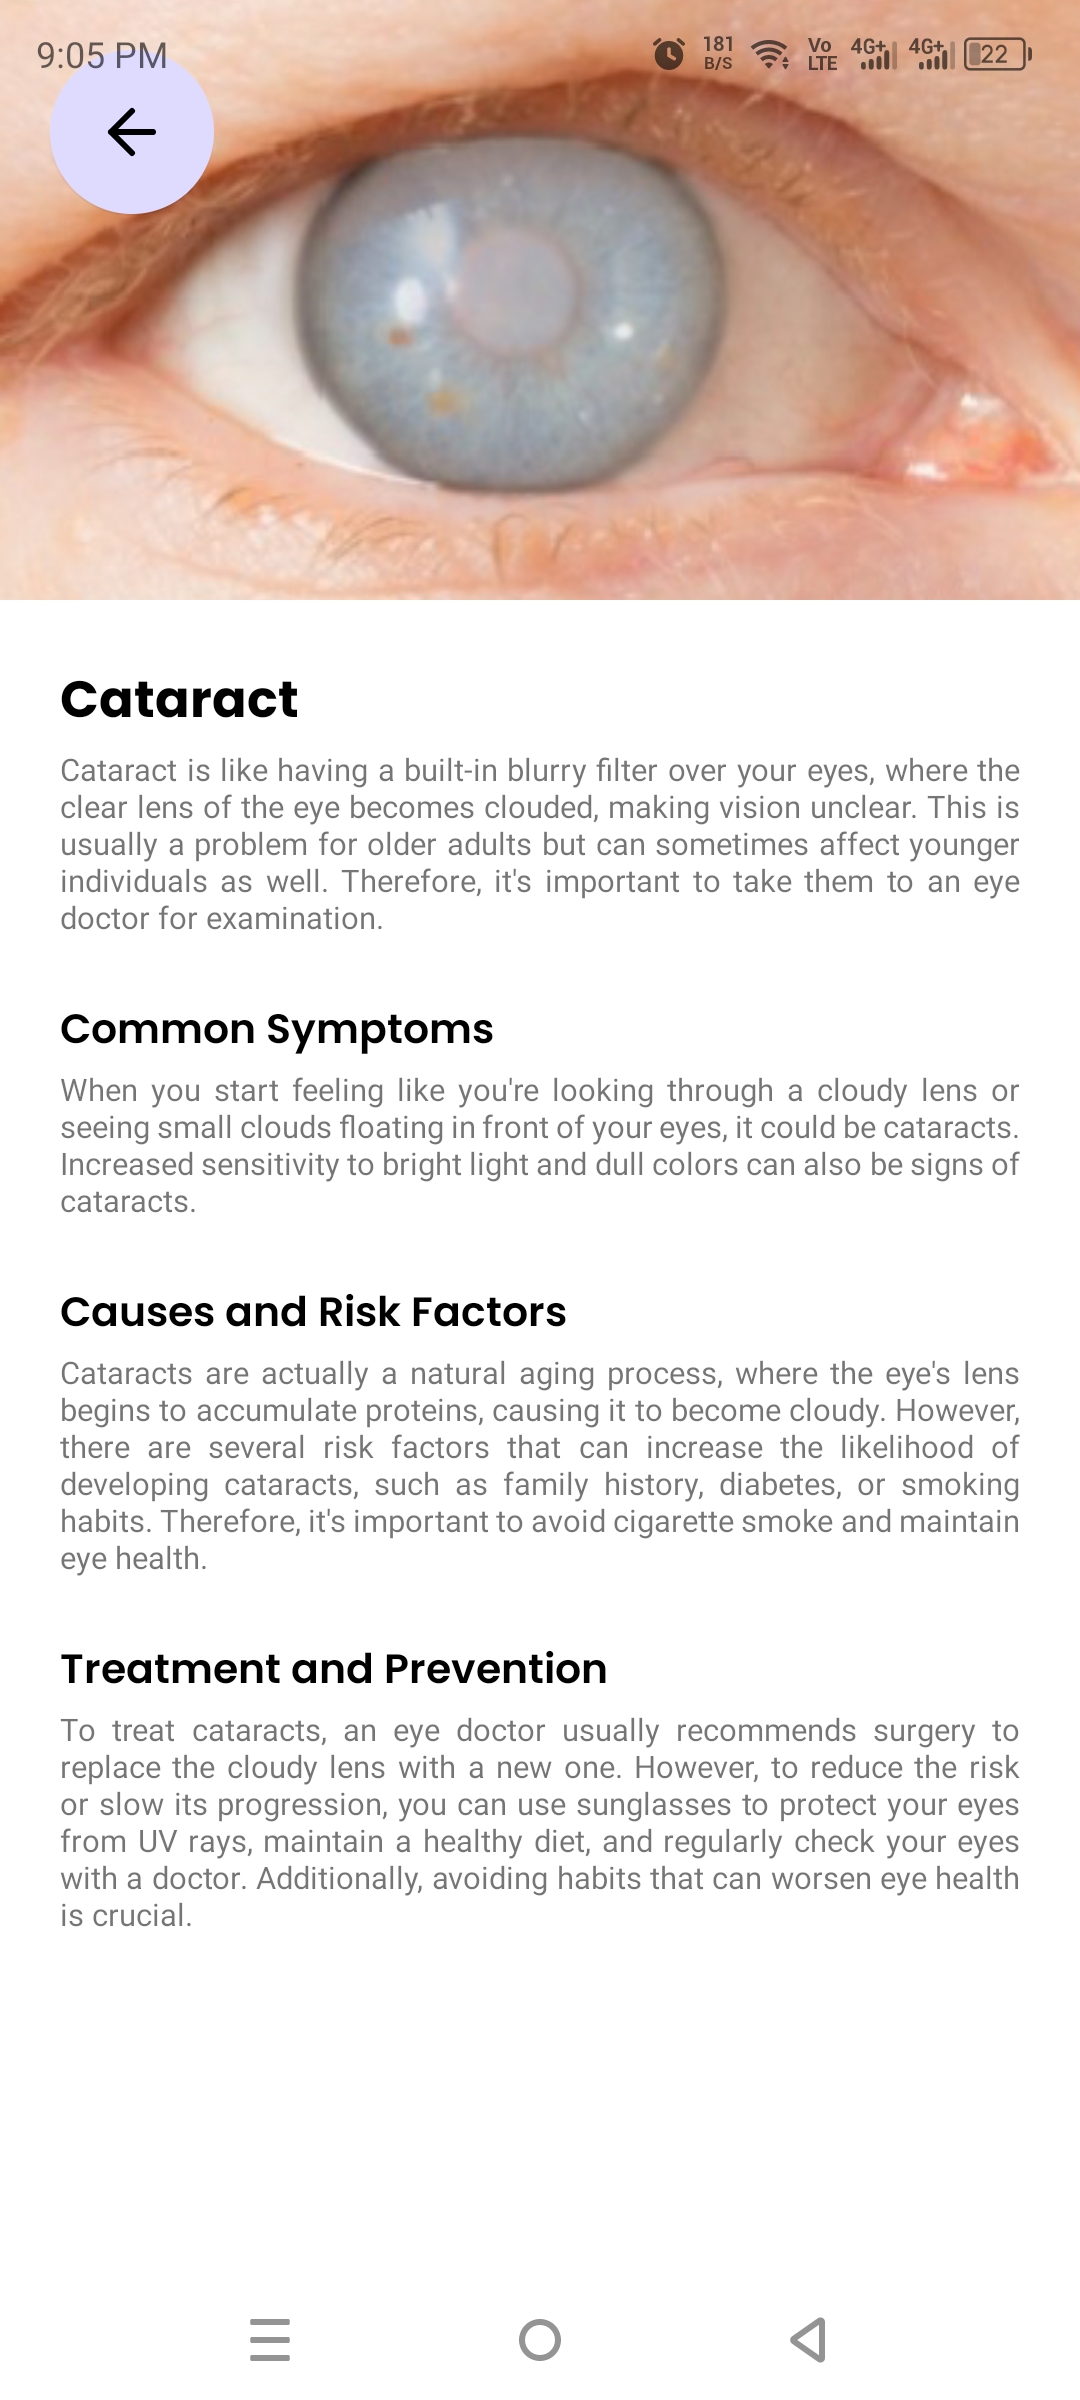 9:05 PM
181
B/S
Vo
LTE
4G+
4G+
22
Cataract
Cataract is like having a built-in blurry filter over your eyes, where the
clear lens of the eye becomes clouded, making vision unclear. This is
usually a problem for older adults but can sometimes affect younger
individuals as well. Therefore, it's important to take them to an eye
doctor for examination.
Common Symptoms
When you start feeling like you're looking through a cloudy lens or
seeing small clouds floating in front of your eyes, it could be cataracts.
Increased sensitivity to bright light and dull colors can also be signs of
cataracts.
Causes and Risk Factors
Cataracts are actually a natural aging process, where the eye's lens
begins to accumulate proteins, causing it to become cloudy. However,
there are several risk factors that can increase the likelihood of
developing cataracts, such as family history, diabetes, or smoking
habits. Therefore, it's important to avoid cigarette smoke and maintain
eye health.
Treatment and Prevention
To treat cataracts, an eye doctor usually recommends surgery to
replace the cloudy lens with a new one. However, to reduce the risk
or slow its progression, you can use sunglasses to protect your eyes
from UV rays, maintain a healthy diet, and regularly check your eyes
with a doctor. Additionally, avoiding habits that can worsen eye health
is crucial.